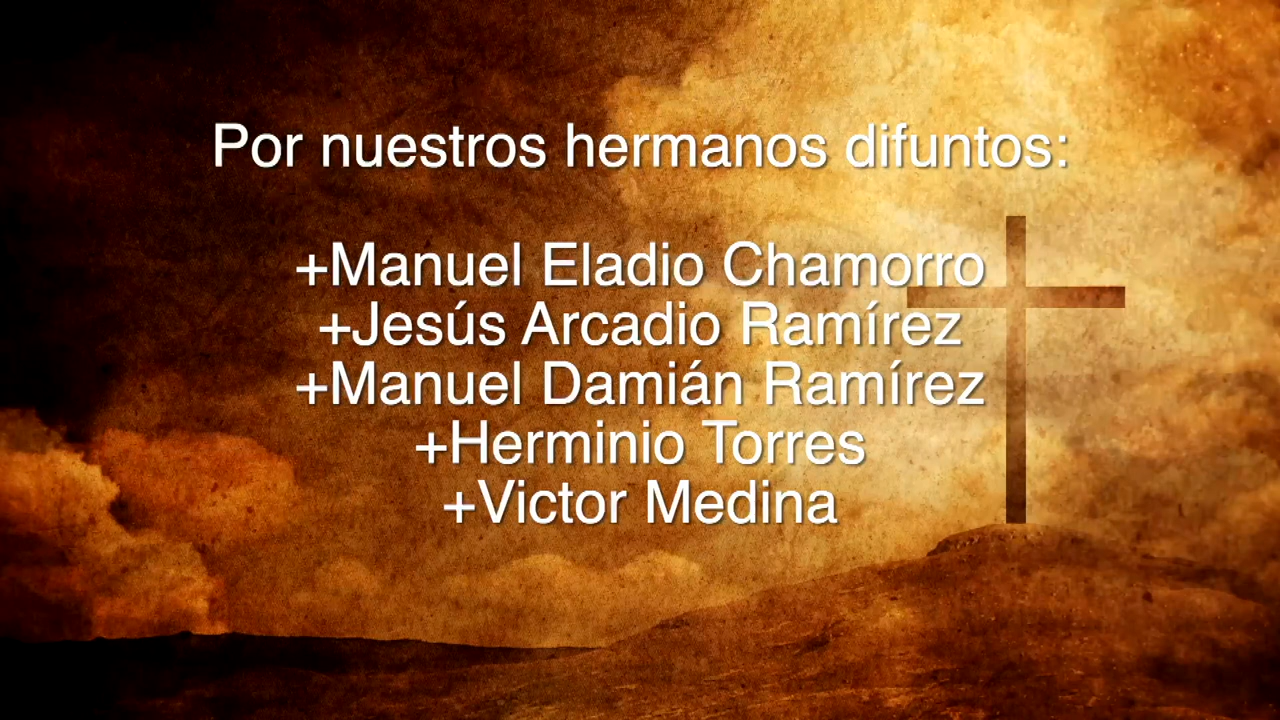 Por nuestros hermanos difuntos:
+Manuel Eladio Chamorro
+Jesús Arcadio Ramírez
+Manuel Damián Ramírez
+Herminio Torres
+Victor Medina